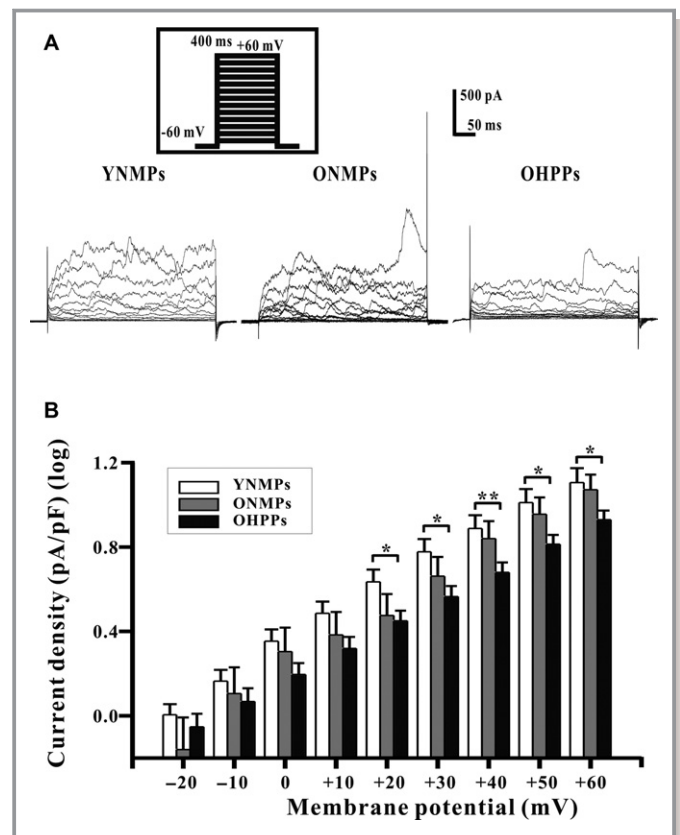 A
400 ms +60 mV
-60 mV
500 pA
50 ms
YNMPs ONMPs OHPPs
B
Current density (pA/pF) (log)
1.2
0.8
0.4
0.0
YNMPs
ONMPs
OHPPs
* * ** * *
−20 −10 0 +10 +20 +30 +40 +50 +60
Membrane potential (mV)